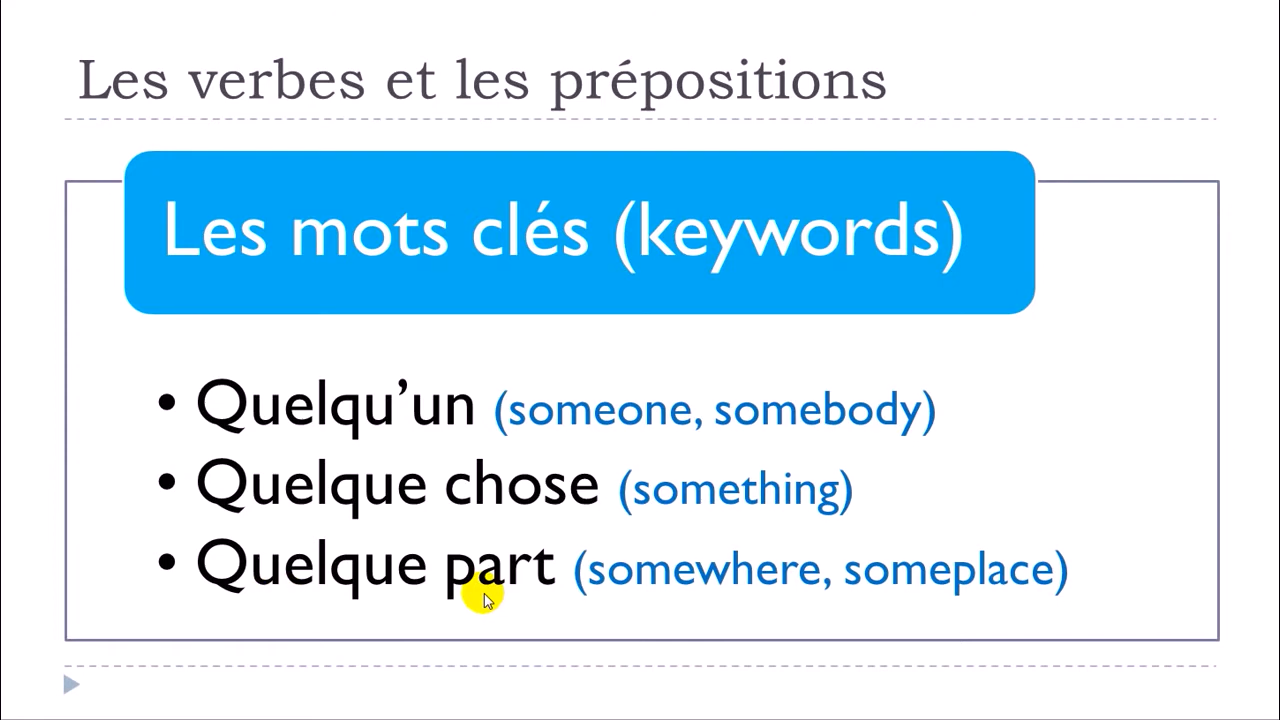 Les verbes et les prépositions
Les mots clés (keywords)
• Quelqu’un (someone, somebody)
• Quelque chose (something)
• Quelque part (somewhere, someplace)